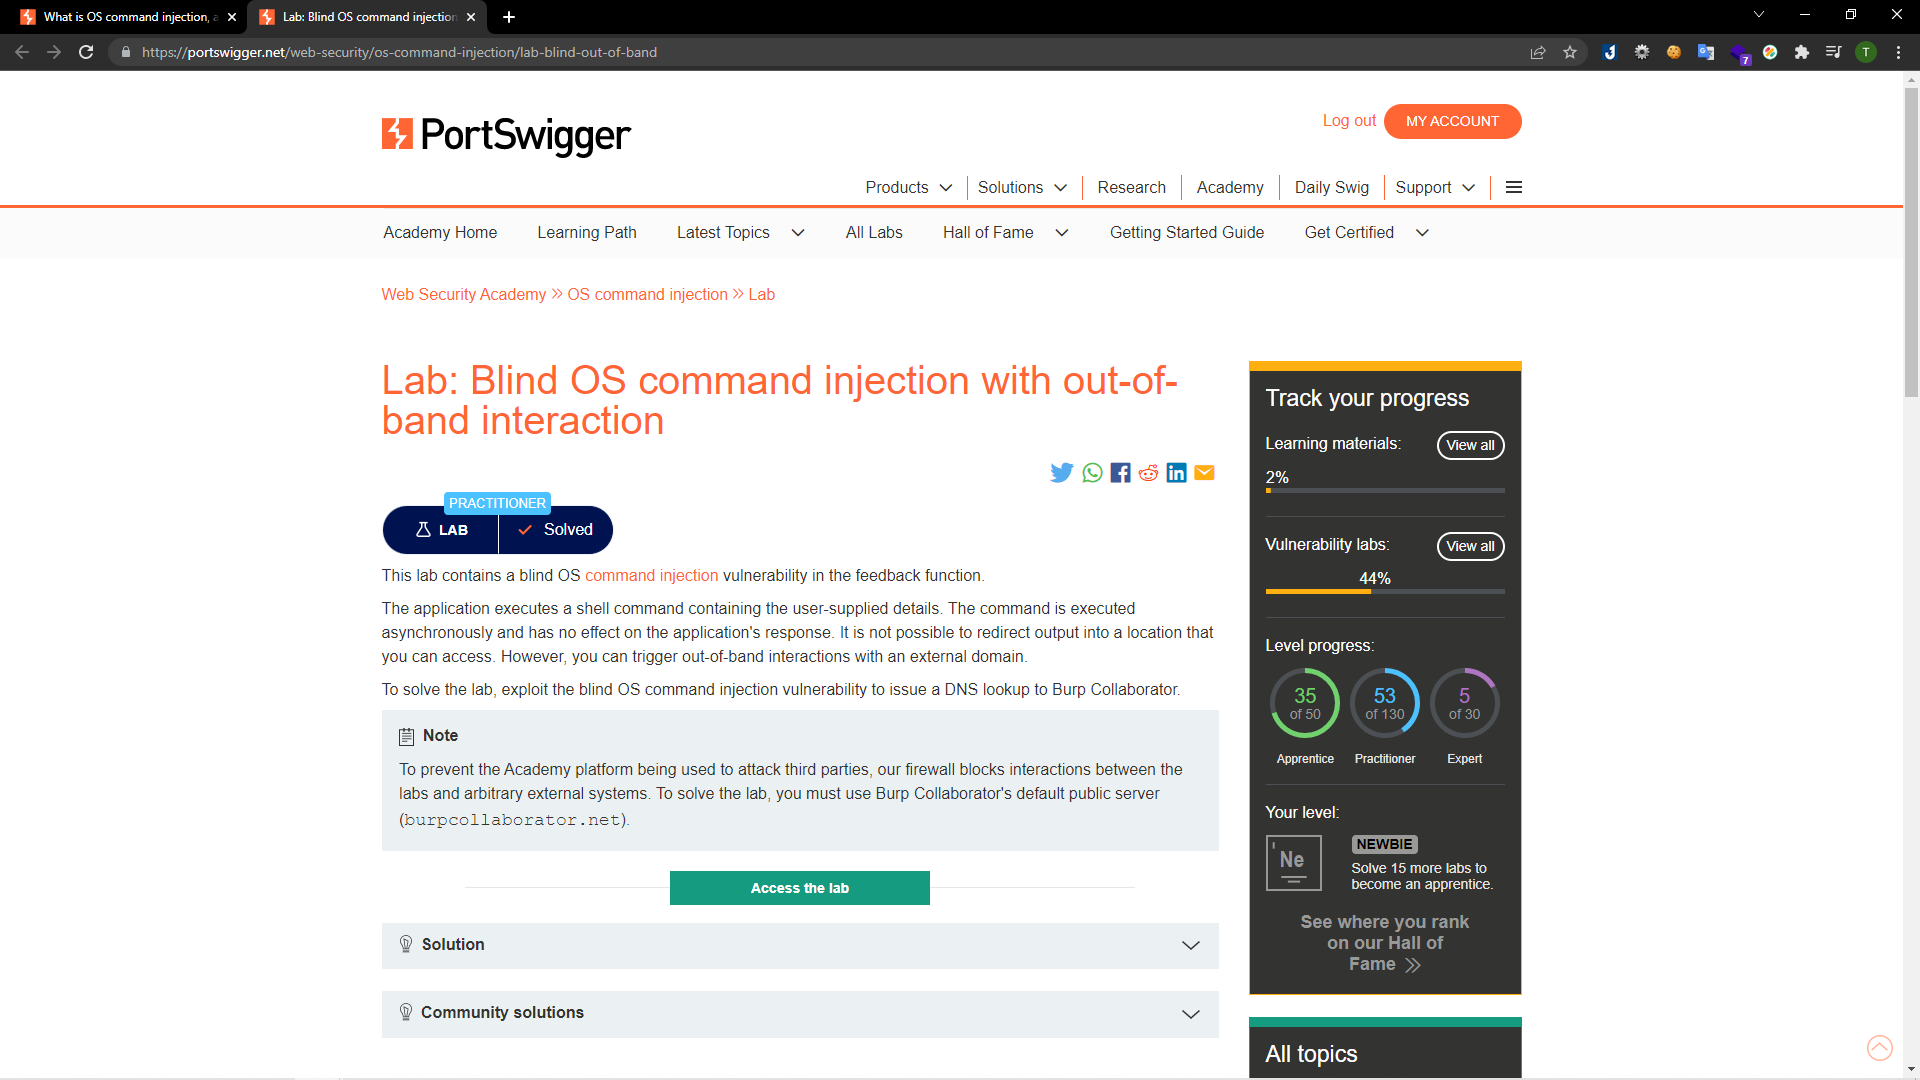 What is OS command injection, a
Lab: Blind OS command injection
https://portswigger.net/web-security/os-command-injection/lab-blind-out-of-band
7
T
PortSwigger
Log out
MY ACCOUNT
Products
Solutions
Research
Academy
Daily Swig
Support
Academy Home
Learning Path
Latest Topics
All Labs
Hall of Fame
Getting Started Guide
Get Certified
Web Security Academy
OS command injection
Lab
Lab: Blind OS command injection with out-of-
band interaction
PRACTITIONER
LAB
Solved
This lab contains a blind OS command injection vulnerability in the feedback function.
The application executes a shell command containing the user-supplied details. The command is executed
asynchronously and has no effect on the application's response. It is not possible to redirect output into a location that
you can access. However, you can trigger out-of-band interactions with an external domain.
To solve the lab, exploit the blind OS command injection vulnerability to issue a DNS lookup to Burp Collaborator.
Note
To prevent the Academy platform being used to attack third parties, our firewall blocks interactions between the
labs and arbitrary external systems. To solve the lab, you must use Burp Collaborator's default public server
(burpcollaborator.net).
Access the lab
Solution
Community solutions
Track your progress
Learning materials:
View all
2%
Vulnerability labs:
View all
44%
Level progress:
35
of 50
53
of 130
5
of 30
Apprentice
Practitioner
Expert
Your level:
Ne
NEWBIE
Solve 15 more labs to
become an apprentice.
See where you rank
on our Hall of
Fame
All topics